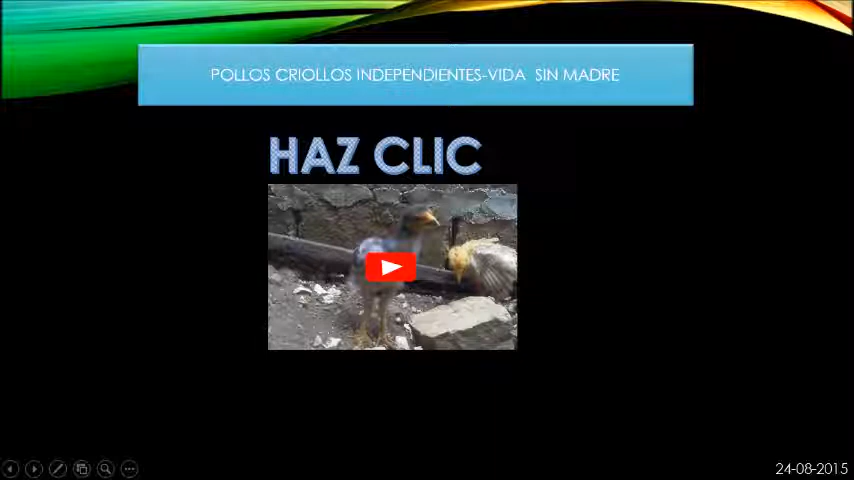 POLLOS CRIOLLOS INDEPENDIENTES-VIDA SIN MADRE
HAZ CLIC
24-08-2015